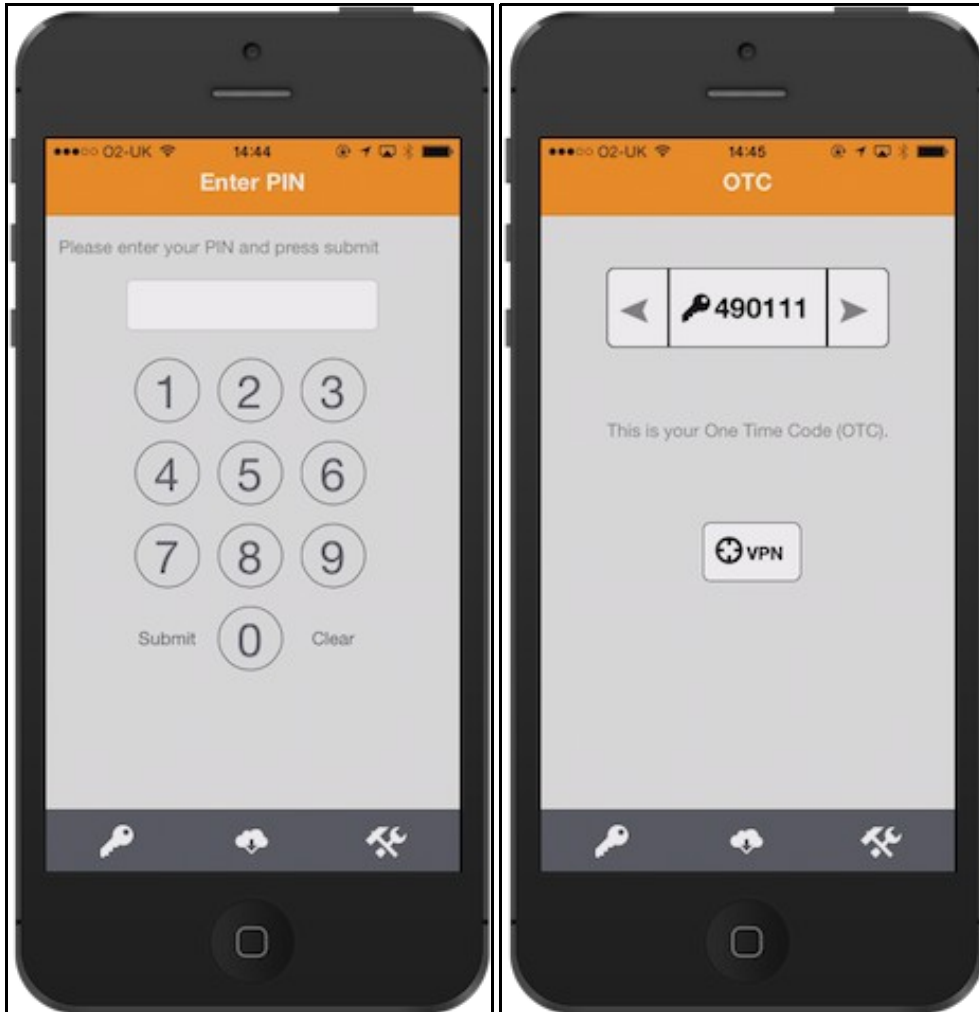 O2-UK 14:44
Enter PIN
Please enter your PIN and press submit
1 2 3
4 5 6
7 8 9
Submit 0 Clear
O2-UK 14:45
OTC
490111
This is your One Time Code (OTC).
VPN